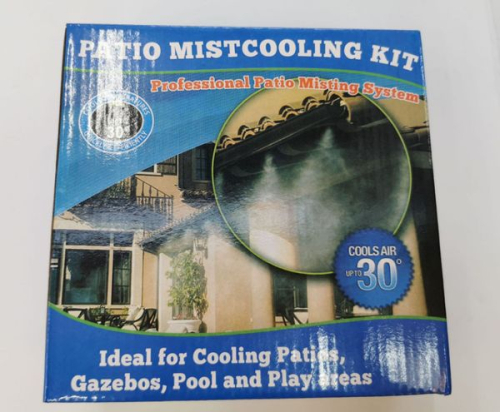 PATIO MISTCOOLING KIT
Professional Patio Misting System
30°
COOLS AIR
UP TO 30°
Ideal for Cooling Patios,
Gazebos, Pool and Play areas